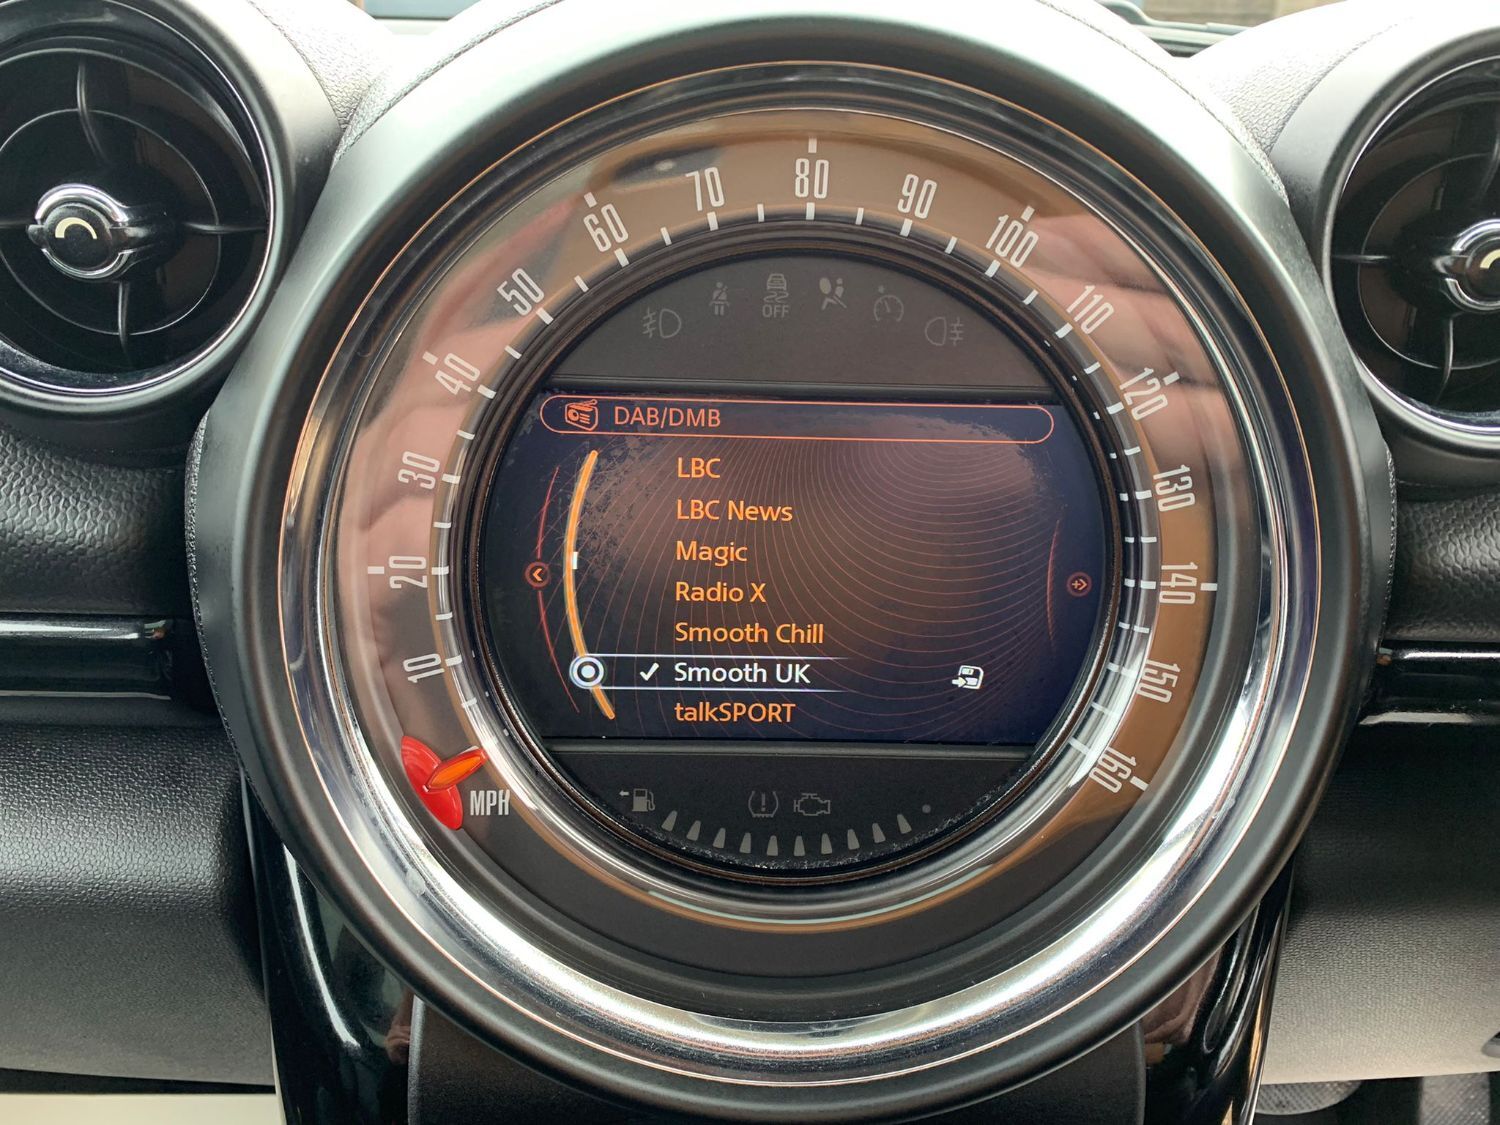 80
70
90
60
100
50
OFF
110
40
120
DAB/DMB
30
LBC
130
LBC News
Magic
20
Radio X
140
Smooth Chill
10
Smooth UK
150
talkSPORT
160
MPH